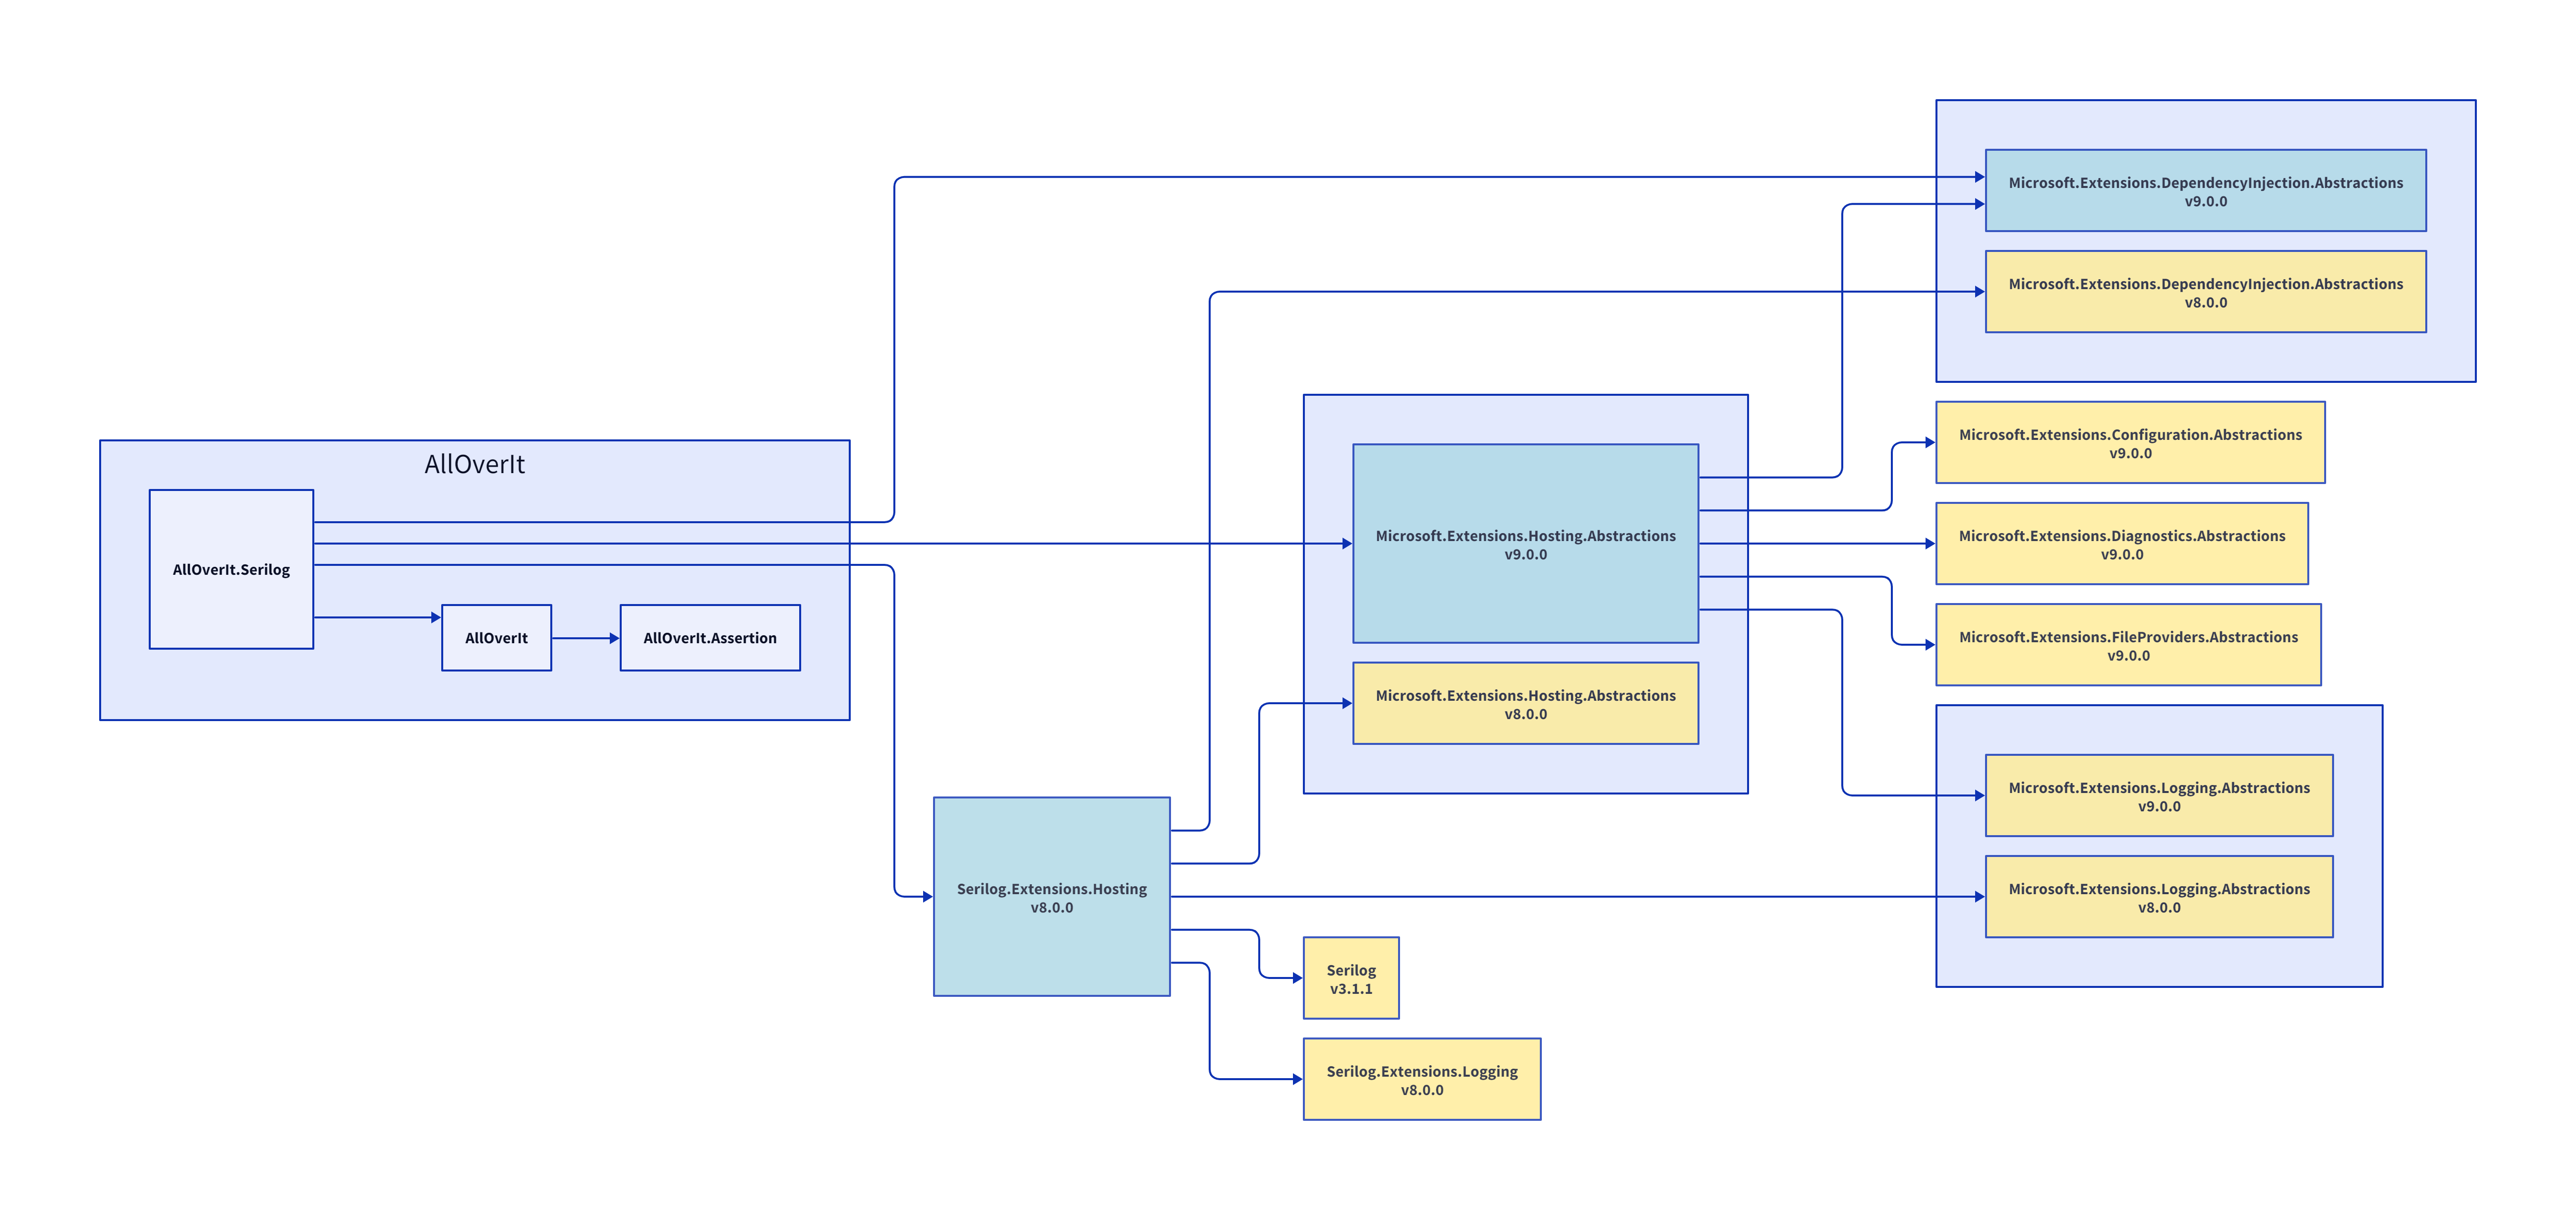 AllOverIt
AllOverIt.Serilog
AllOverIt
AllOverIt.Assertion
Serilog.Extensions.Hosting
v8.0.0
Microsoft.Extensions.Hosting.Abstractions
v9.0.0
Microsoft.Extensions.Hosting.Abstractions
v8.0.0
Serilog
v3.1.1
Serilog.Extensions.Logging
v8.0.0
Microsoft.Extensions.DependencyInjection.Abstractions
v9.0.0
Microsoft.Extensions.DependencyInjection.Abstractions
v8.0.0
Microsoft.Extensions.Configuration.Abstractions
v9.0.0
Microsoft.Extensions.Diagnostics.Abstractions
v9.0.0
Microsoft.Extensions.FileProviders.Abstractions
v9.0.0
Microsoft.Extensions.Logging.Abstractions
v9.0.0
Microsoft.Extensions.Logging.Abstractions
v8.0.0